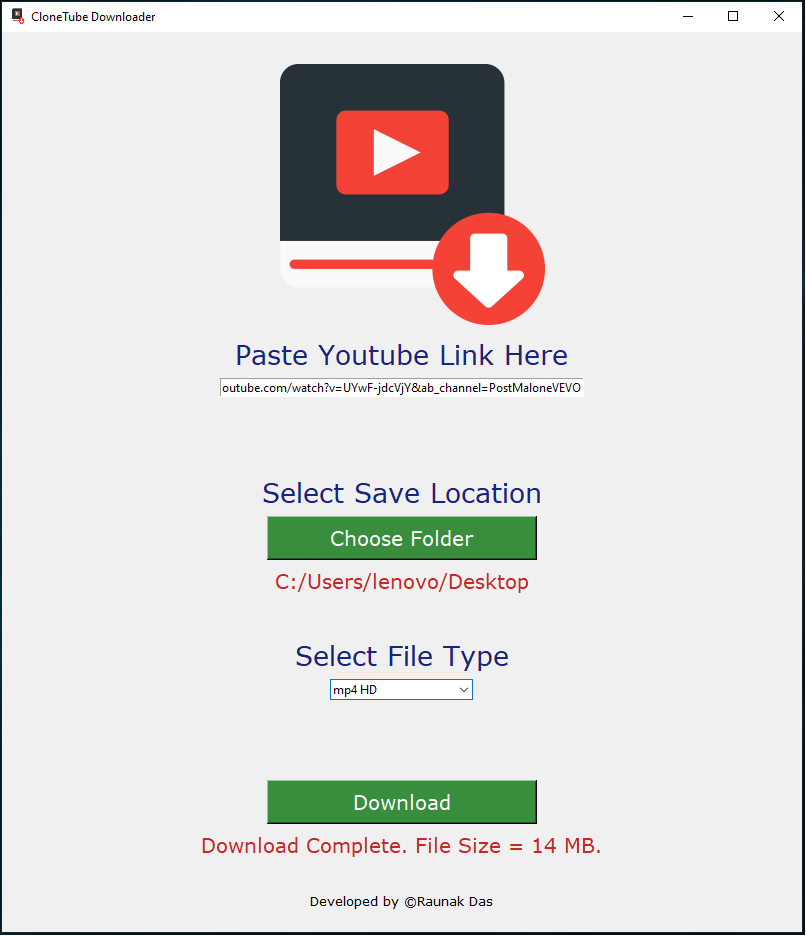 CloneTube Downloader
Paste Youtube Link Here
outube.com/watch?v=UYwF-jdcVjY&ab_channel=PostMaloneVEVO
Select Save Location
Choose Folder
C:/Users/lenovo/Desktop
Select File Type
mp4 HD
Download
Download Complete. File Size = 14 MB.
Developed by ©Raunak Das